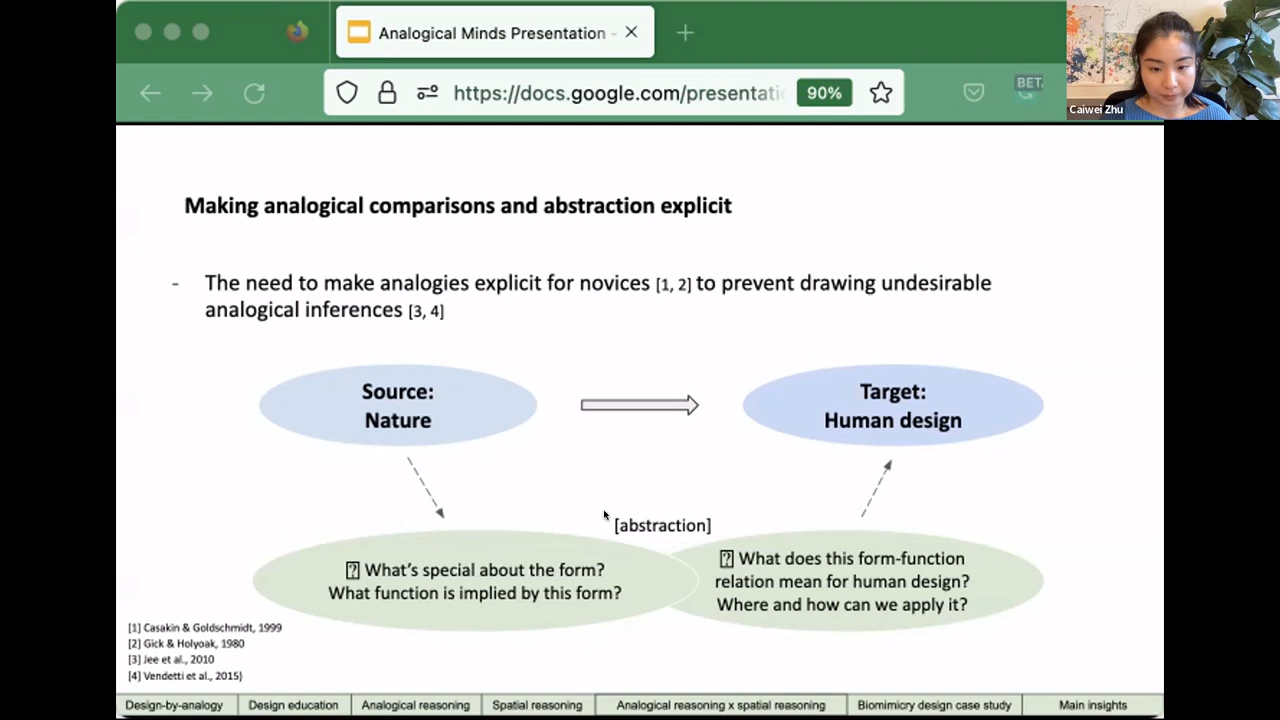 Analogical Minds Presentation -
https://docs.google.com/presentati
90%
BET
Caiwei Zhu
Making analogical comparisons and abstraction explicit
- The need to make analogies explicit for novices [1, 2] to prevent drawing undesirable
analogical inferences [3, 4]
Source:
Nature
Target:
Human design
[abstraction]
What's special about the form?
What function is implied by this form?
What does this form-function
relation mean for human design?
Where and how can we apply it?
[1] Casakin & Goldschmidt, 1999
[2] Gick & Holyoak, 1980
[3] Jee et al., 2010
[4] Vendetti et al., 2015)
Design-by-analogy
Design education
Analogical reasoning
Spatial reasoning
Analogical reasoning x spatial reasoning
Biomimicry design case study
Main insights